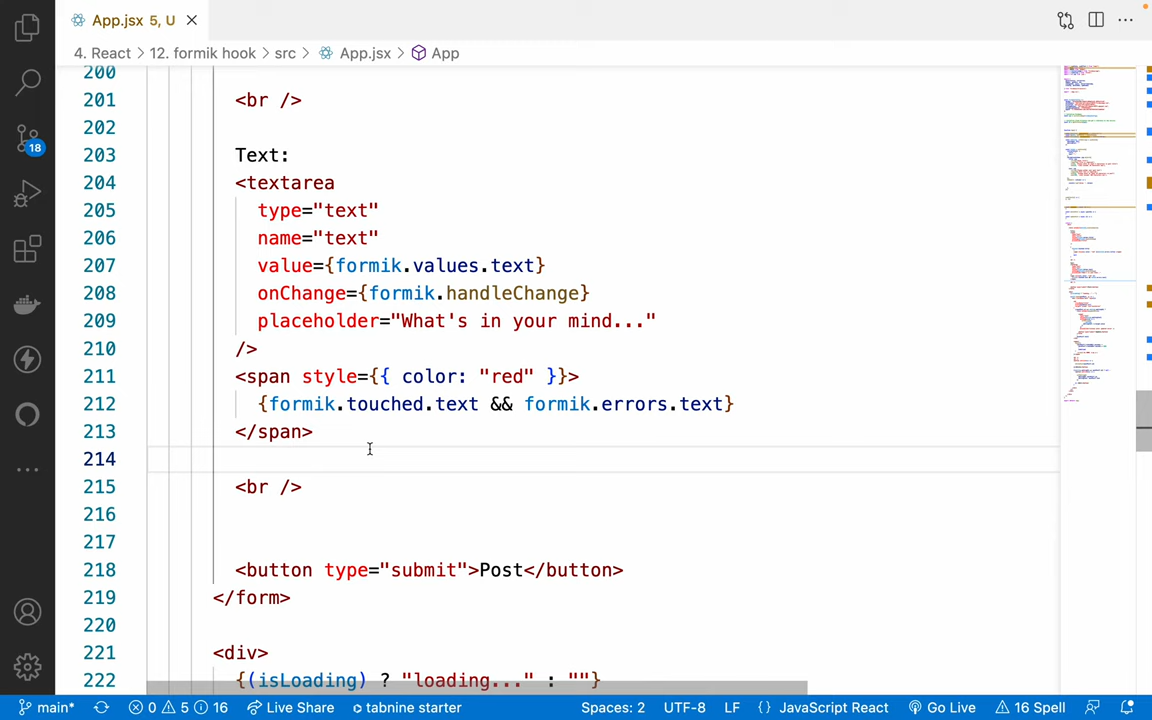 App.jsx 5, U
4. React > 12. formik hook > src > App.jsx > App
200
201 <br />
202
203 Text:
204 <textarea
205 type="text"
206 name="text"
207 value={formik.values.text}
208 onChange={formik.handleChange}
209 placeholder="What's in your mind..."
210 />
211 <span style={{ color: "red" }}>
212 {formik.touched.text && formik.errors.text}
213 </span>
214
215 <br />
216
217
218 <button type="submit">Post</button>
219 </form>
220
221 <div>
222 {(isLoading) ? "loading..." : ""}
18
main* 0 5 16 Live Share tabnine starter Spaces: 2 UTF-8 LF {} JavaScript React Go Live 16 Spell